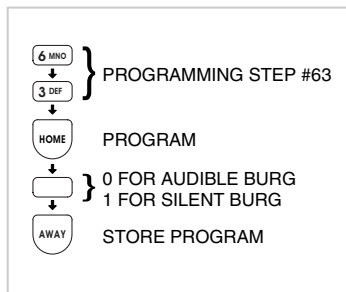 6 MNO
3 DEF
PROGRAMMING STEP #63
HOME
PROGRAM
0 FOR AUDIBLE BURG
1 FOR SILENT BURG
AWAY
STORE PROGRAM